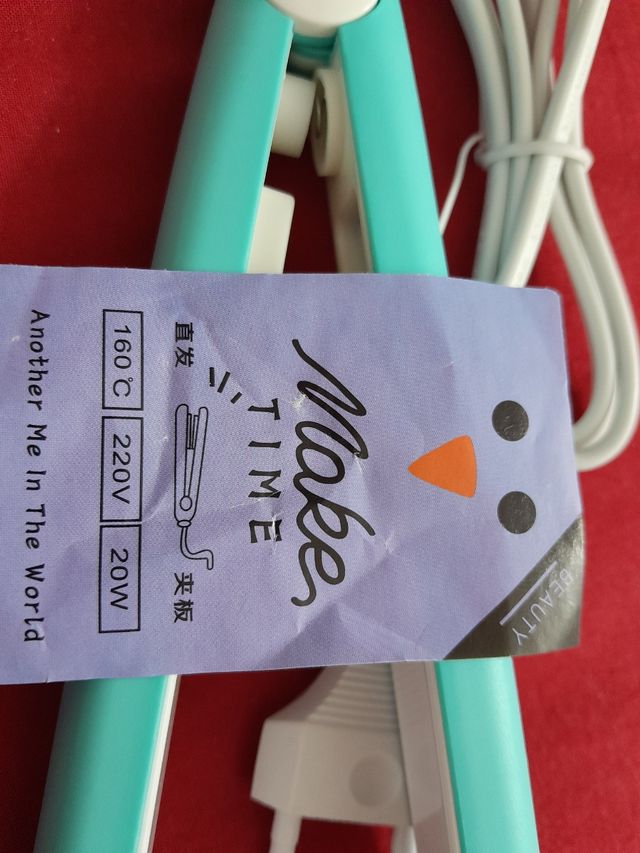 BEAUTY
Make
TIME
直发 夹板
160℃ 220V 20W
Another Me In The World